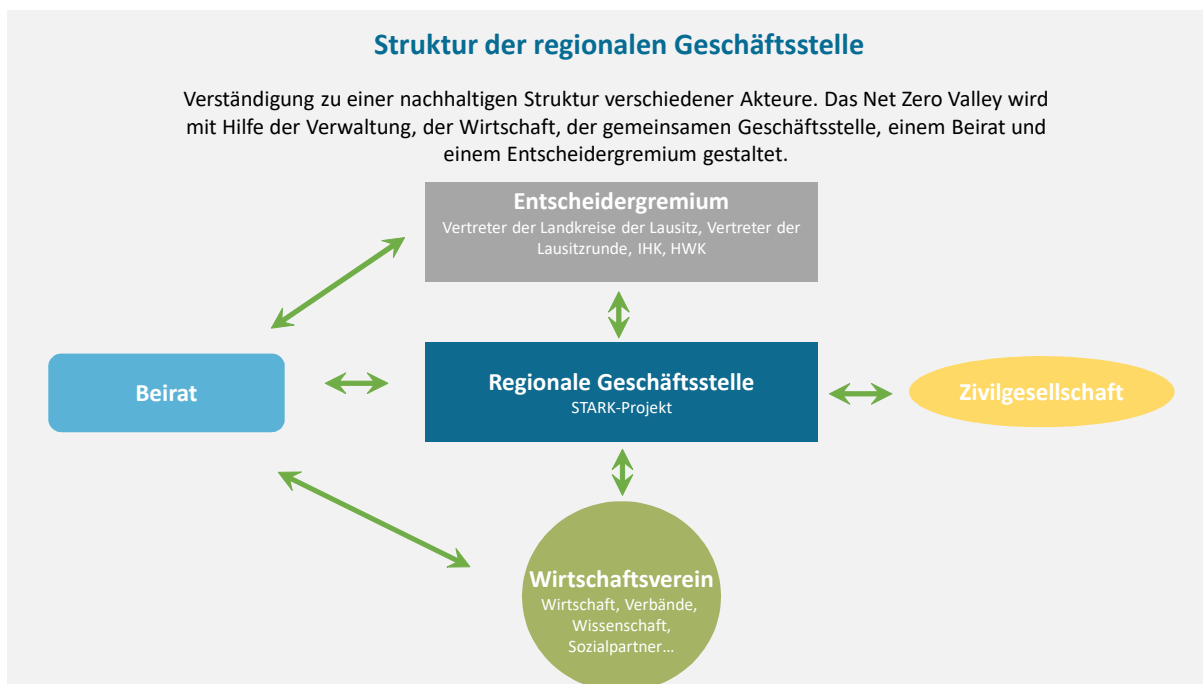 Struktur der regionalen Geschäftsstelle
Verständigung zu einer nachhaltigen Struktur verschiedener Akteure. Das Net Zero Valley wird
mit Hilfe der Verwaltung, der Wirtschaft, der gemeinsamen Geschäftsstelle, einem Beirat und
einem Entscheidergremium gestaltet.
Entscheidergremium
Vertreter der Landkreise der Lausitz, Vertreter der
Lausitzrunde, IHK, HWK
Beirat
Regionale Geschäftsstelle
STARK-Projekt
Zivilgesellschaft
Wirtschaftsverein
Wirtschaft, Verbände,
Wissenschaft,
Sozialpartner…